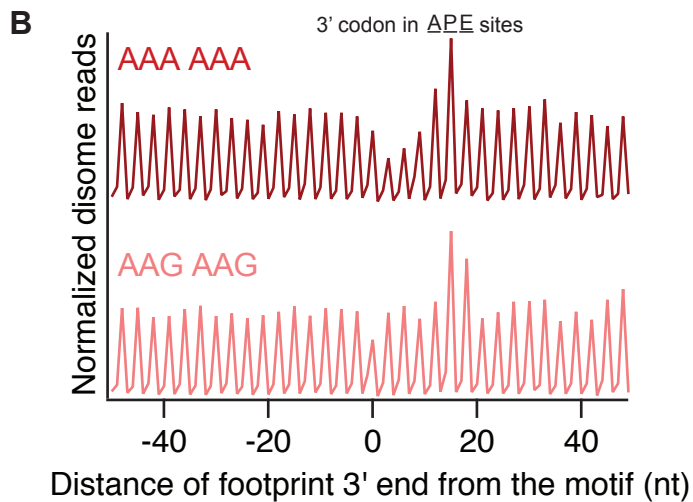 B
3' codon in APE sites
AAA AAA
AAG AAG
Normalized disome reads
-40 -20 0 20 40
Distance of footprint 3' end from the motif (nt)